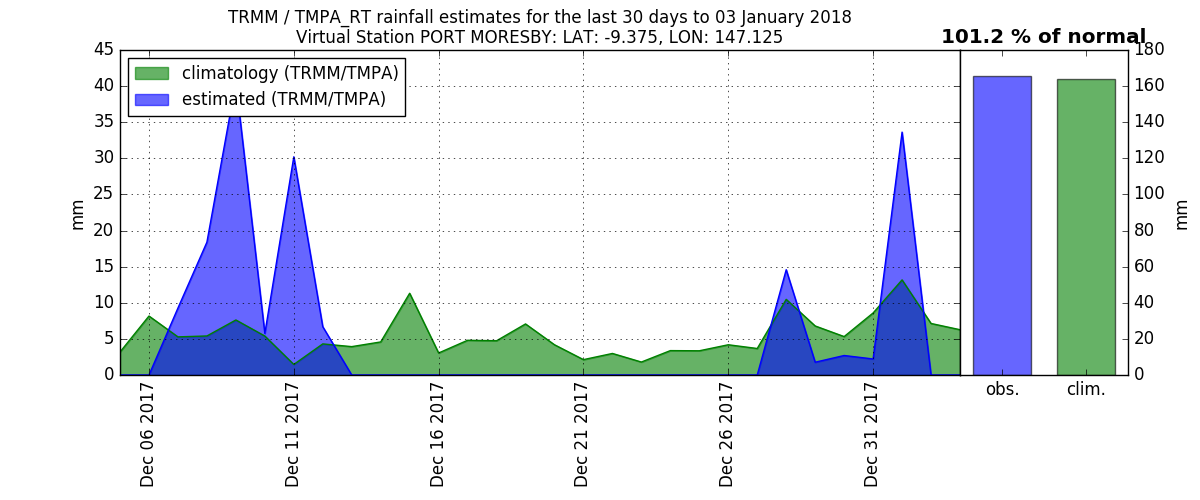 TRMM / TMPA_RT rainfall estimates for the last 30 days to 03 January 2018
Virtual Station PORT MORESBY: LAT: -9.375, LON: 147.125
101.2 % of normal
climatology (TRMM/TMPA)
estimated (TRMM/TMPA)
45
40
35
30
25
20
15
10
5
0
mm
Dec 06 2017
Dec 11 2017
Dec 16 2017
Dec 21 2017
Dec 26 2017
Dec 31 2017
180
160
140
120
100
80
60
40
20
0
mm
obs.
clim.